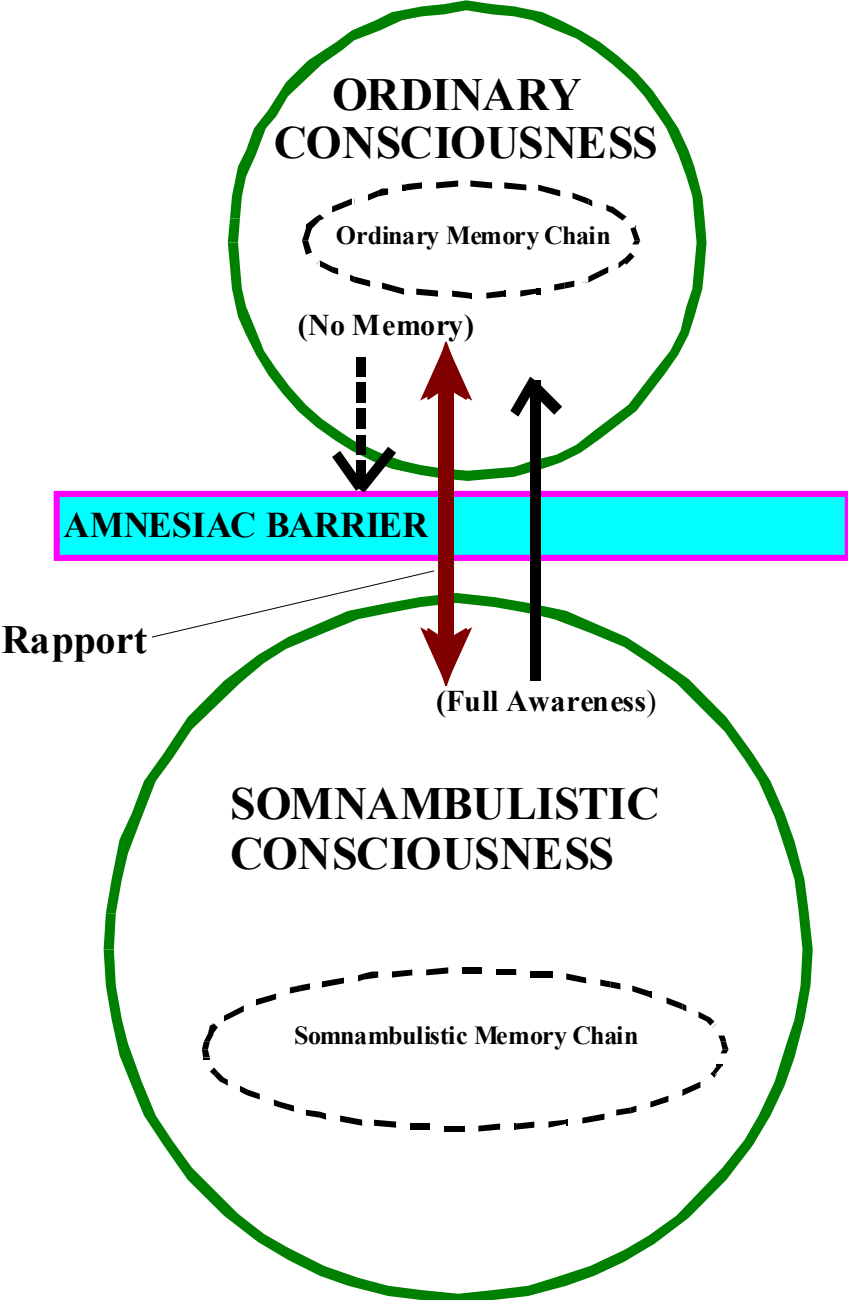 ORDINARY
CONSCIOUSNESS
Ordinary Memory Chain
(No Memory)
AMNESIAC BARRIER
Rapport
(Full Awareness)
SOMNAMBULISTIC
CONSCIOUSNESS
Somnambulistic Memory Chain